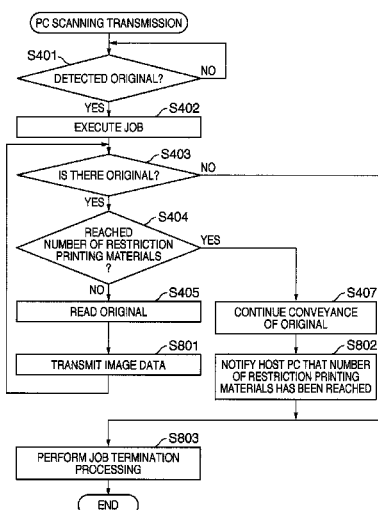 PC SCANNING TRANSMISSION
S401
DETECTED ORIGINAL?
NO
YES
S402
EXECUTE JOB
S403
IS THERE ORIGINAL?
NO
YES
S404
REACHED
NUMBER OF RESTRICTION
PRINTING MATERIALS
?
YES
NO
S405
READ ORIGINAL
S407
CONTINUE CONVEYANCE
OF ORIGINAL
S801
TRANSMIT IMAGE DATA
S802
NOTIFY HOST PC THAT NUMBER
OF RESTRICTION PRINTING
MATERIALS HAS BEEN REACHED
S803
PERFORM JOB TERMINATION
PROCESSING
END